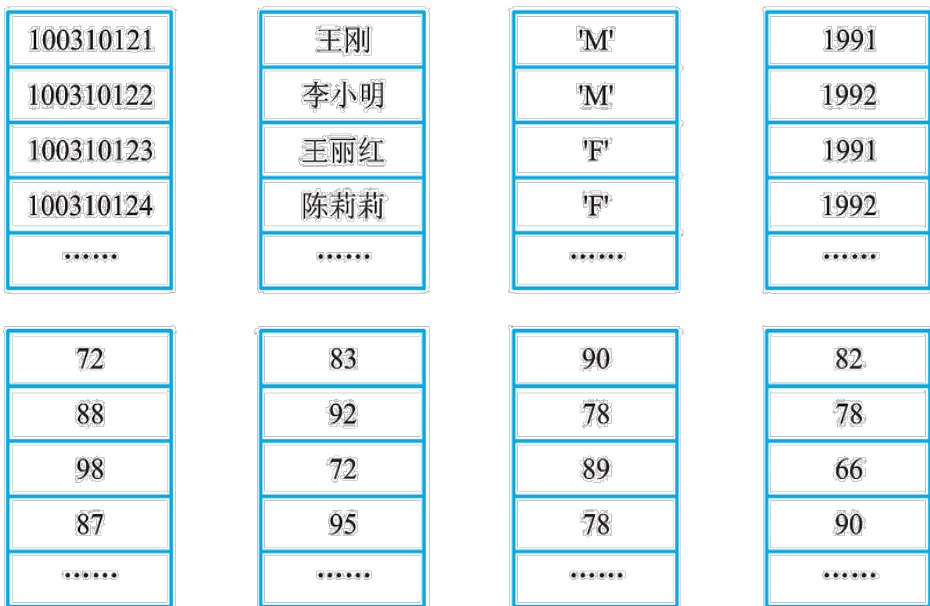 100310121 王刚 'M' 1991
100310122 李小明 'M' 1992
100310123 王丽红 'F' 1991
100310124 陈莉莉 'F' 1992
…… …… …… ……
72 83 90 82
88 92 78 78
98 72 89 66
87 95 78 90
…… …… …… ……